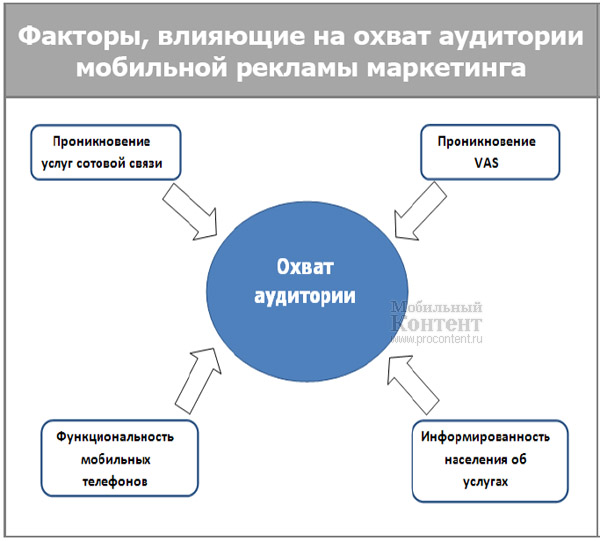 Факторы, влияющие на охват аудитории
мобильной рекламы маркетинга
Проникновение
услуг сотовой связи
Проникновение
VAS
Охват
аудитории
Мобильный
Контент
www.procontent.ru
Функциональность
мобильных
телефонов
Информированность
населения об
услугах